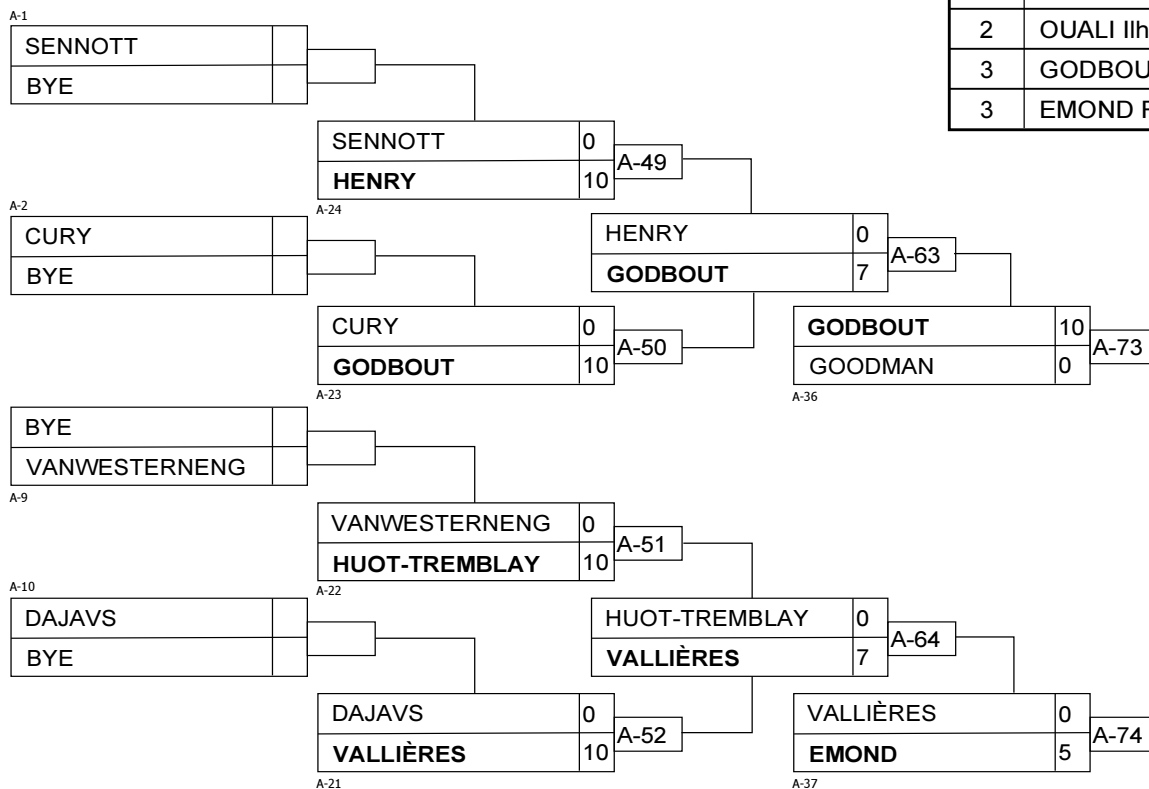 A-1
SENNOTT
BYE
2 OUALI Ilh
3 GODBOU
3 EMOND
SENNOTT 0
HENRY 10
A-49
A-24
A-2
CURY
BYE
HENRY 0
GODBOUT 7
A-63
CURY 0
GODBOUT 10
A-50
A-23
GODBOUT 10
GOODMAN 0
A-73
A-36
BYE
VANWESTERNENG
A-9
VANWESTERNENG 0
HUOT-TREMBLAY 10
A-51
A-22
A-10
DAJAVS
BYE
HUOT-TREMBLAY 0
VALLIÈRES 7
A-64
DAJAVS 0
VALLIÈRES 10
A-52
A-21
VALLIÈRES 0
EMOND 5
A-74
A-37